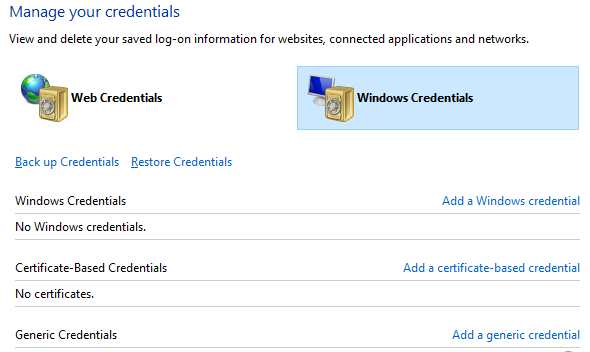 Manage your credentials
View and delete your saved log-on information for websites, connected applications and networks.
Web Credentials
Windows Credentials
Back up Credentials Restore Credentials
Windows Credentials Add a Windows credential
No Windows credentials.
Certificate-Based Credentials Add a certificate-based credential
No certificates.
Generic Credentials Add a generic credential